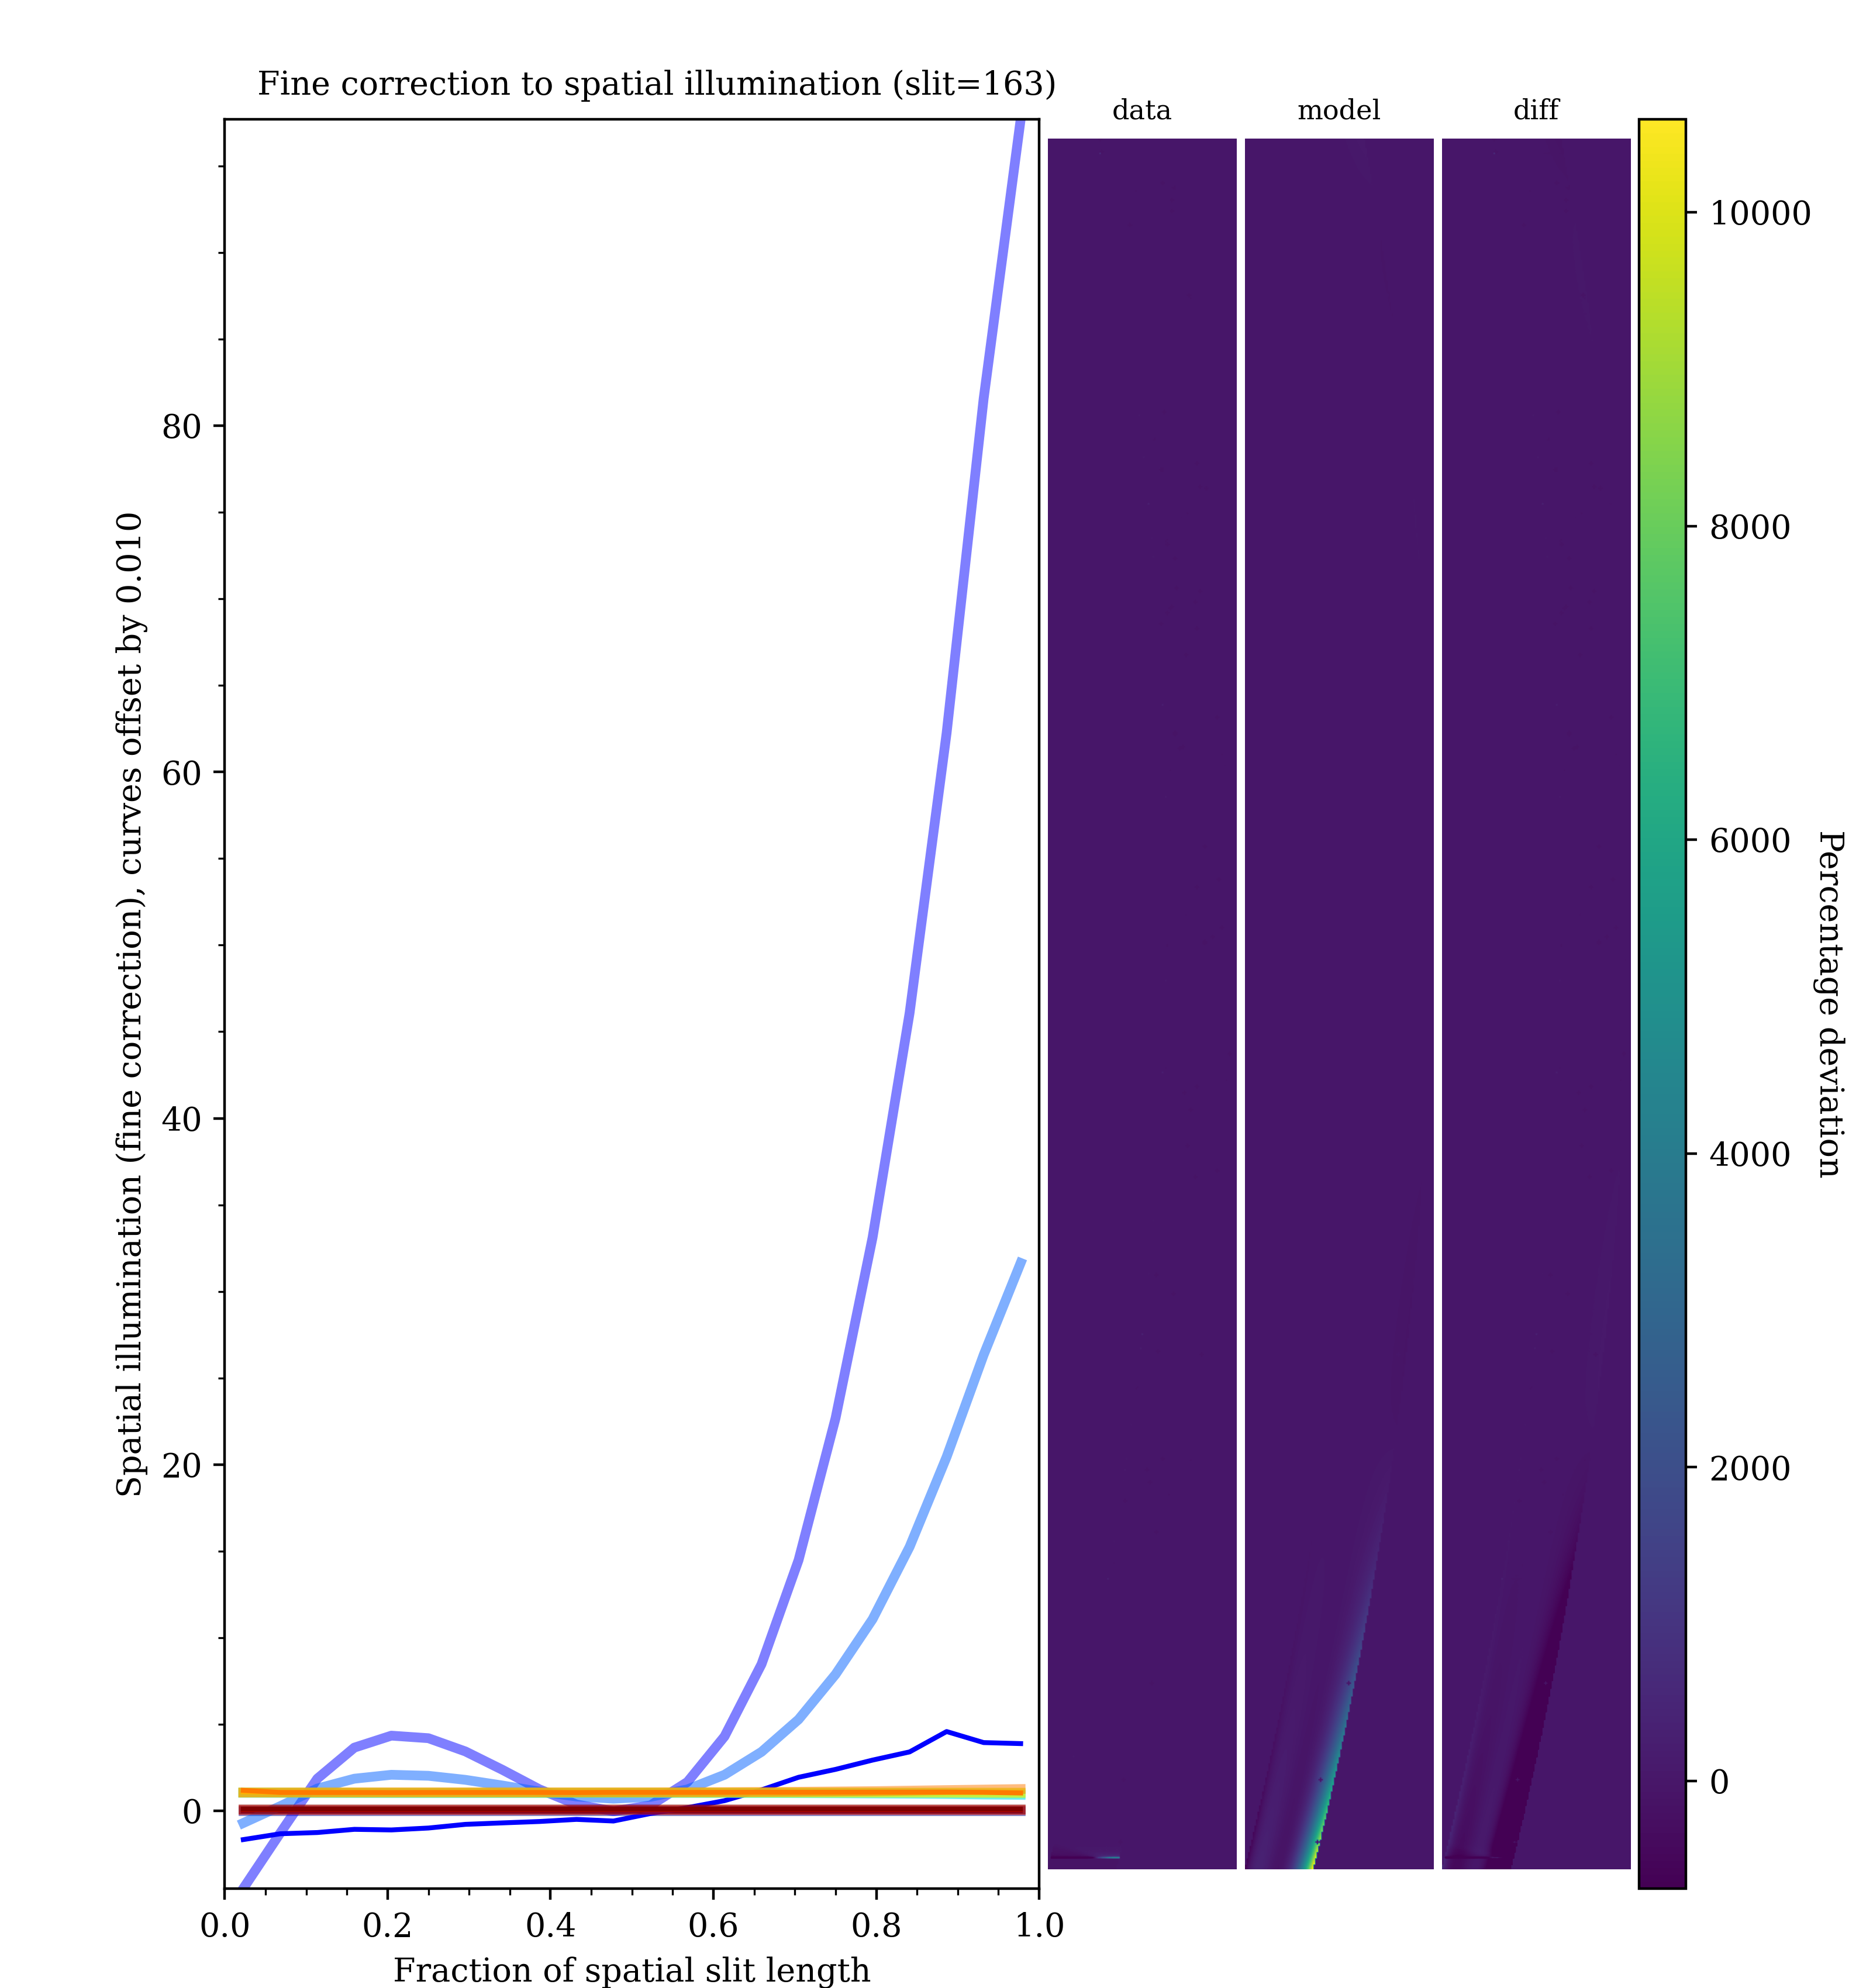 Fine correction to spatial illumination (slit=163)
data
model
diff
Spatial illumination (fine correction), curves offset by 0.010
80
60
40
20
0
0.0
0.2
0.4
0.6
0.8
1.0
Fraction of spatial slit length
10000
8000
6000
4000
2000
0
Percentage deviation